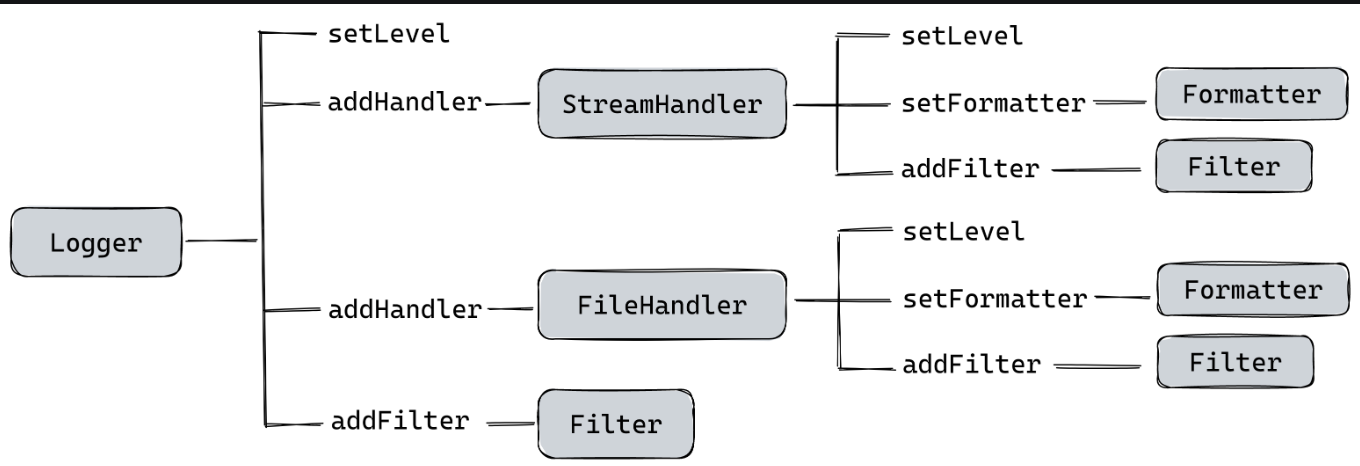 setLevel
addHandler
StreamHandler
setLevel
setFormatter
Formatter
addFilter
Filter
Logger
addHandler
FileHandler
setLevel
setFormatter
Formatter
addFilter
Filter
addFilter
Filter